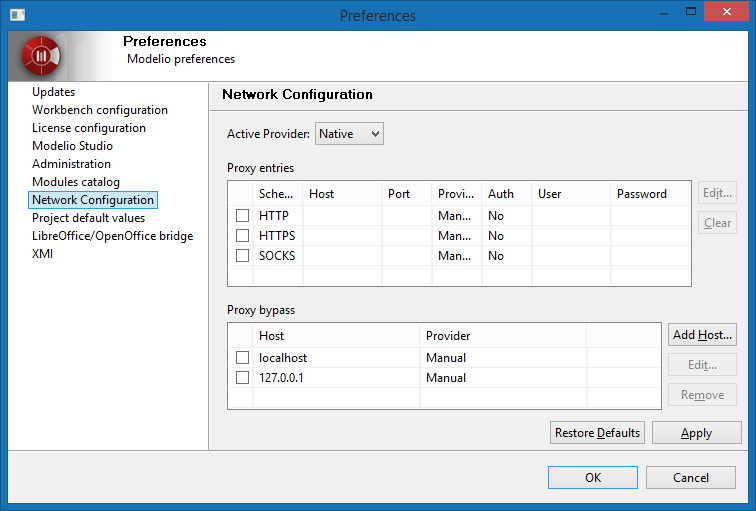 Preferences
Preferences
Modelio preferences
Updates
Workbench configuration
License configuration
Modelio Studio
Administration
Modules catalog
Network Configuration
Project default values
LibreOffice/OpenOffice bridge
XMI
Network Configuration
Active Provider: Native
Proxy entries
Sche... Host Port Provi... Auth User Password
HTTP Man... No
HTTPS Man... No
SOCKS Man... No
Edit...
Clear
Proxy bypass
Host Provider
localhost Manual
127.0.0.1 Manual
Add Host...
Edit...
Remove
Restore Defaults Apply
OK Cancel